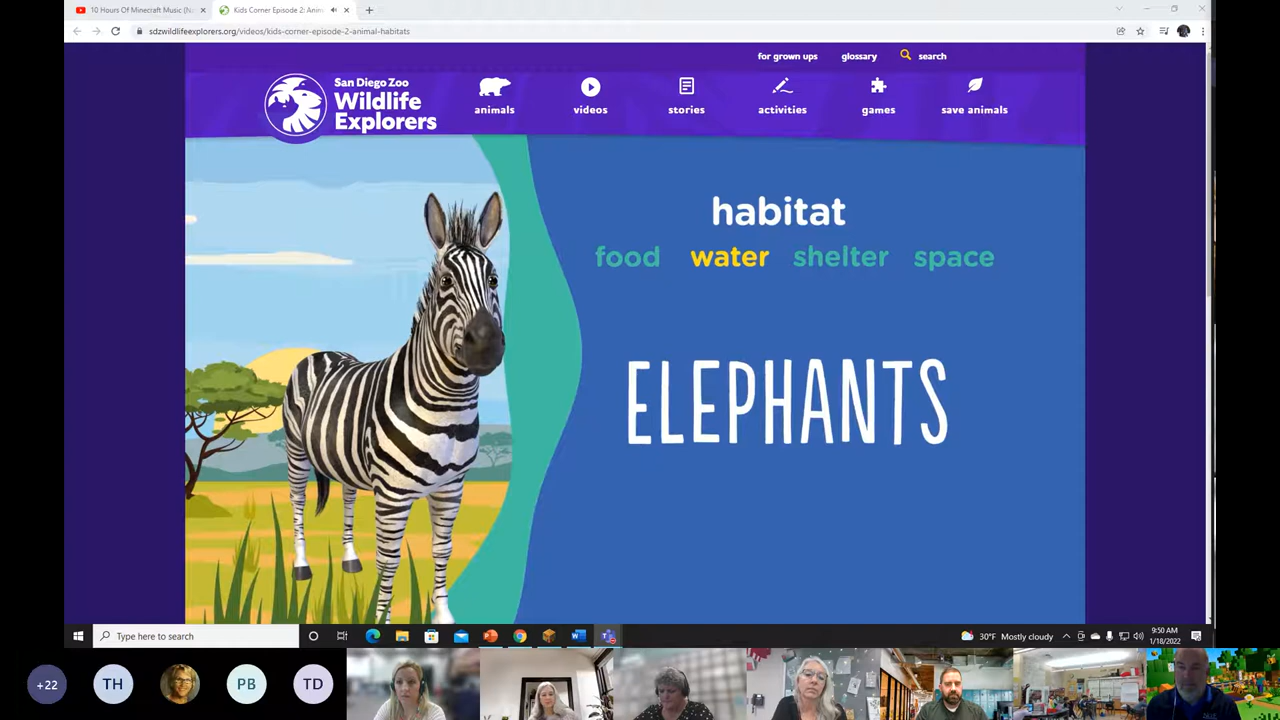 10 Hours Of Minecraft Music (N
Kids Corner Episode 2: Anim
sdzwildlifeexplorers.org/videos/kids-corner-episode-2-animal-habitats
for grown ups glossary search
San Diego Zoo
Wildlife
Explorers
animals videos stories activities games save animals
habitat
food water shelter space
ELEPHANTS
Type here to search
30°F Mostly cloudy
9:50 AM
1/18/2022
+22 TH PB TD